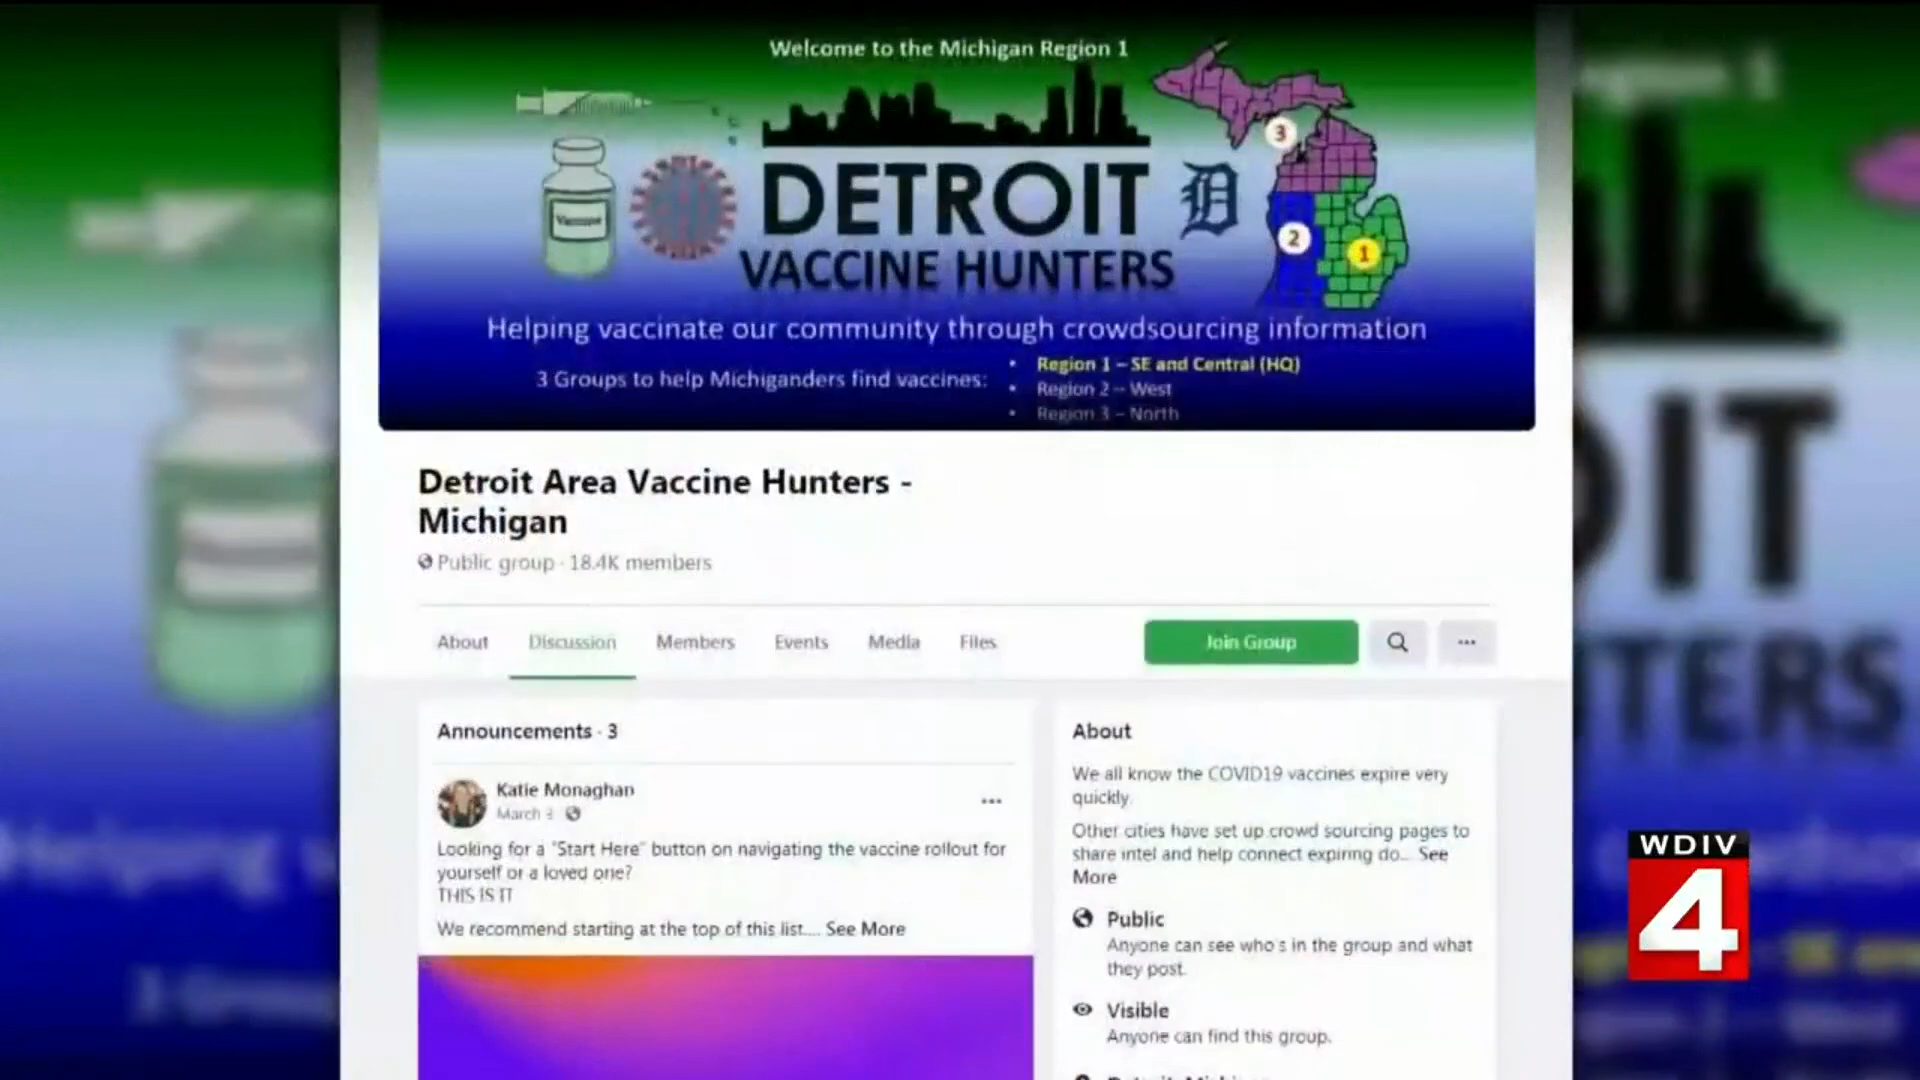 Welcome to the Michigan Region 1
DETROIT
D
VACCINE HUNTERS
Vaccine
3
2
1
Helping vaccinate our community through crowdsourcing information
3 Groups to help Michiganders find vaccines:
• Region 1 – SE and Central (HQ)
• Region 2 – West
• Region 3 – North
Detroit Area Vaccine Hunters -
Michigan
Public group · 18.4K members
About Discussion Members Events Media Files Join Group
Announcements · 3
Katie Monaghan
March 3
Looking for a "Start Here" button on navigating the vaccine rollout for
yourself or a loved one?
THIS IS IT
We recommend starting at the top of this list.... See More
About
We all know the COVID19 vaccines expire very
quickly.
Other cities have set up crowd sourcing pages to
share intel and help connect expiring do... See
More
Public
Anyone can see who's in the group and what
they post.
Visible
Anyone can find this group.
WDIV
4